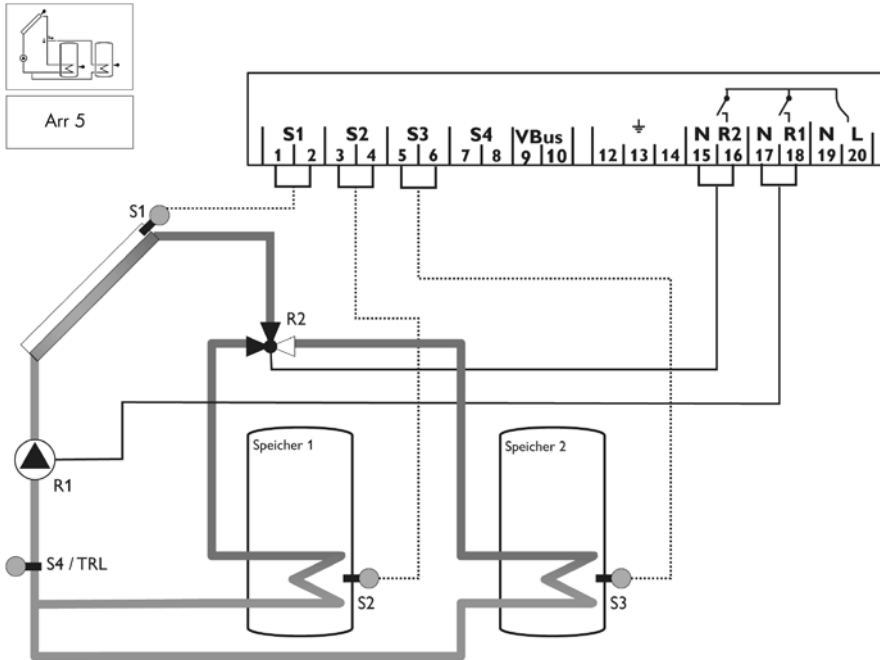 Arr 5
S1 S2 S3 S4 VBus ⏚ N R2 N R1 N L
1 2 3 4 5 6 7 8 9 10 12 13 14 15 16 17 18 19 20
S1
R2
Speicher 1
Speicher 2
R1
S4 / TRL
S2
S3